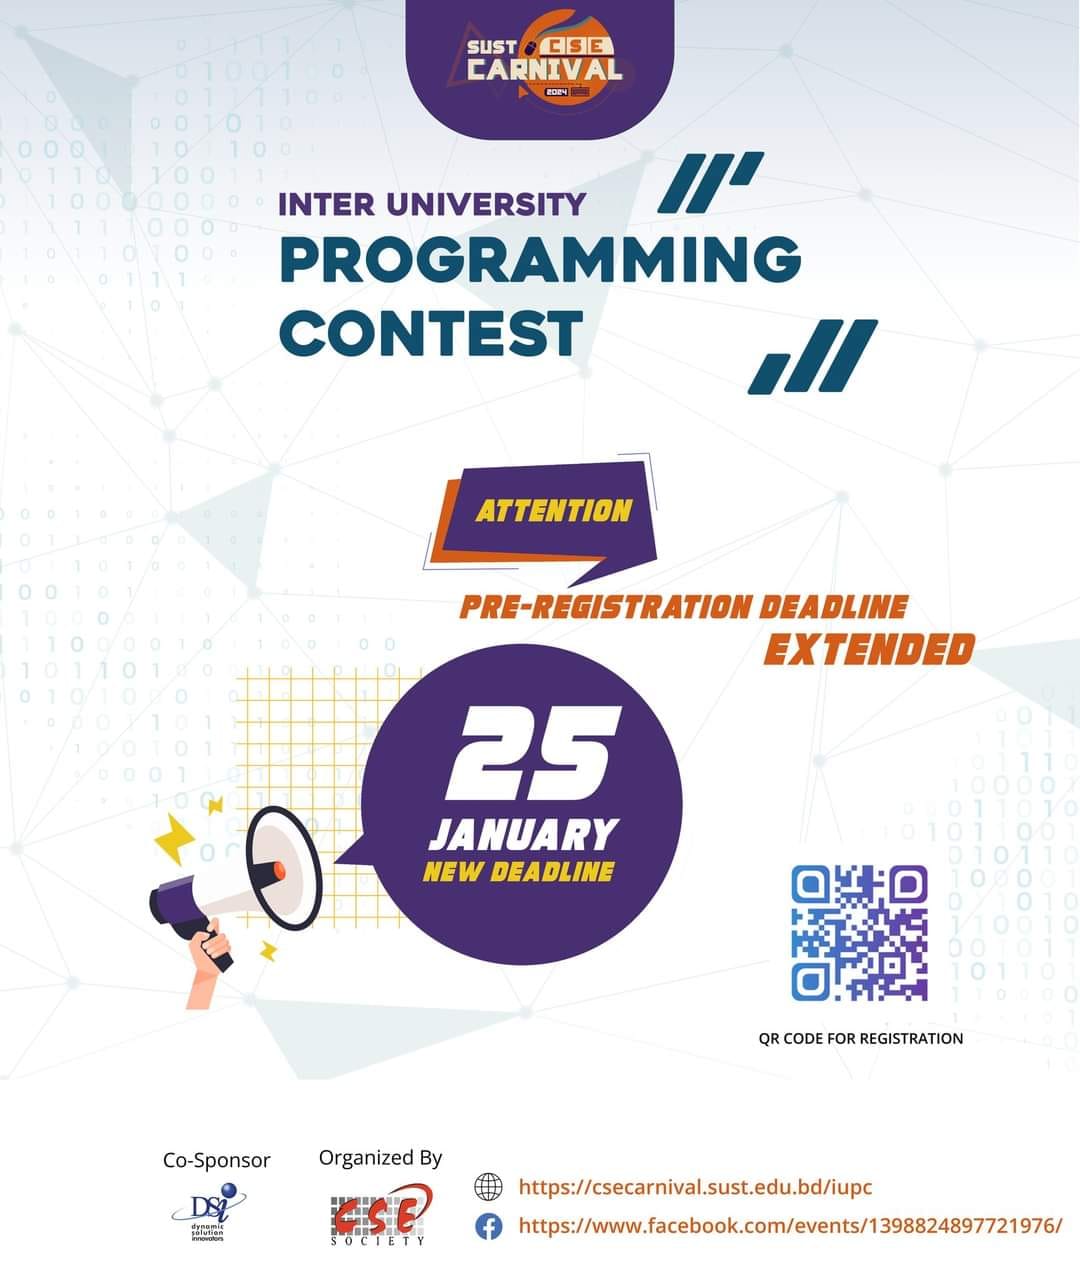 SUST CSE
CARNIVAL
2024
INTER UNIVERSITY
PROGRAMMING
CONTEST
ATTENTION
PRE-REGISTRATION DEADLINE
EXTENDED
25
JANUARY
NEW DEADLINE
QR CODE FOR REGISTRATION
Co-Sponsor
DSi
dynamic
solution
innovators
Organized By
CSE
SOCIETY
https://csecarnival.sust.edu.bd/iupc
https://www.facebook.com/events/1398824897721976/